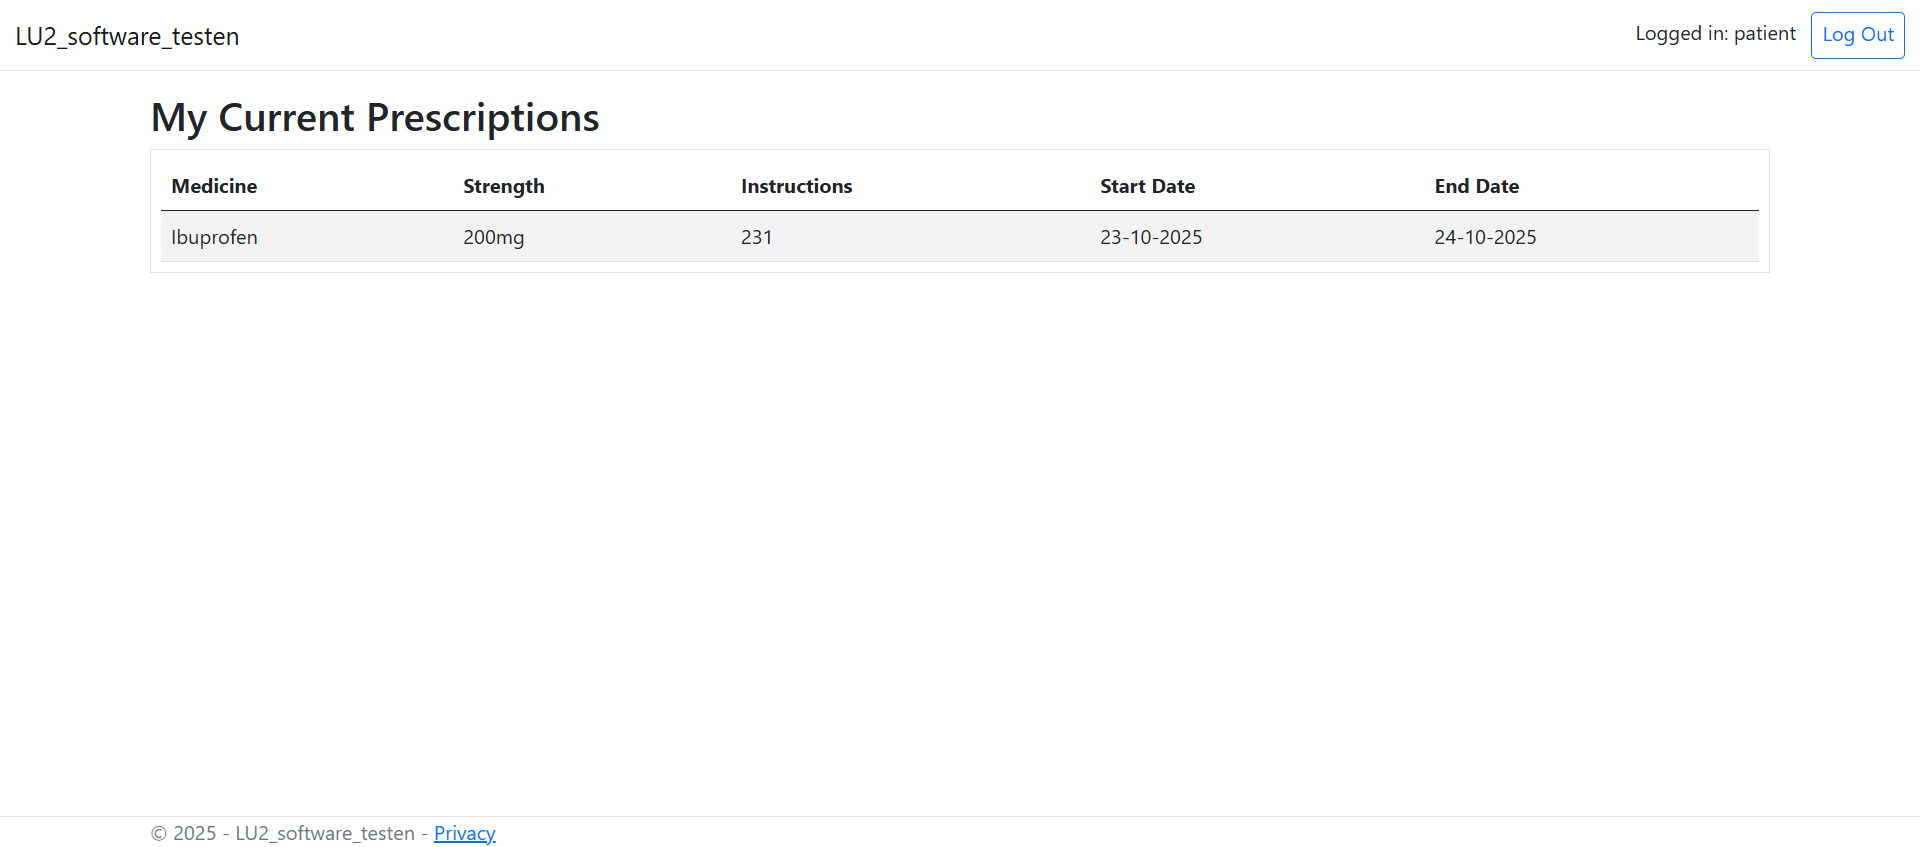 LU2_software_testen
Logged in: patient Log Out
My Current Prescriptions
Medicine Strength Instructions Start Date End Date
Ibuprofen 200mg 231 23-10-2025 24-10-2025
© 2025 - LU2_software_testen - Privacy